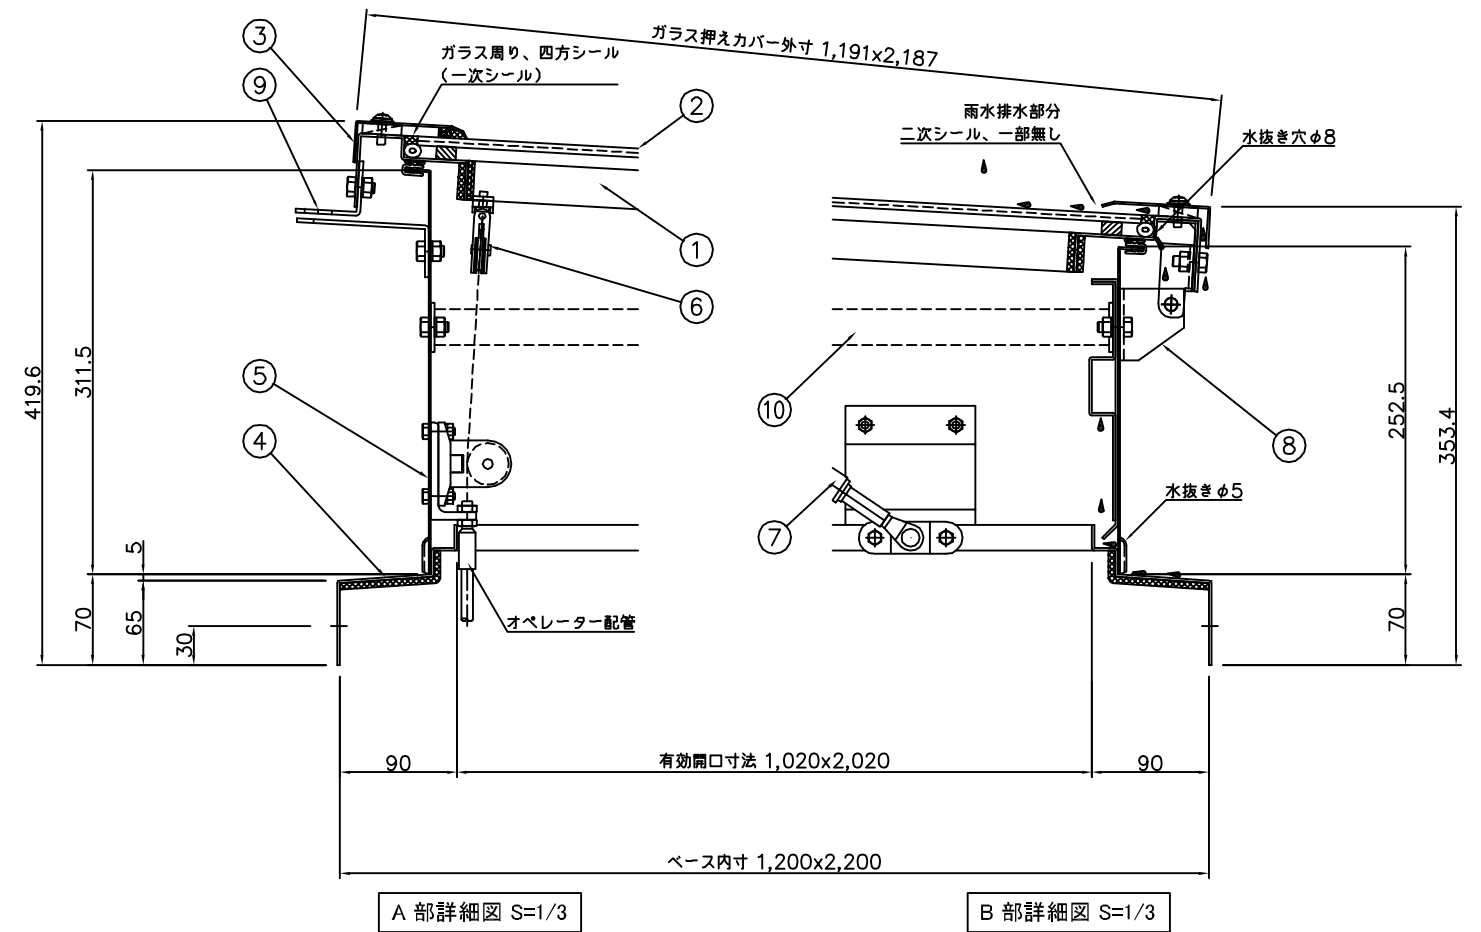 ガラス押えカバー外寸 1,191x2,187
③
ガラス周り、四方シール
(一次シール)
⑨
②
雨水排水部分
二次シール、一部無し
水抜き穴φ8
①
⑥
⑩
⑧
⑤
④
⑦
水抜きφ5
オペレーター配管
419.6
311.5
5
70
65
30
252.5
353.4
70
90
有効開口寸法 1,020x2,020
90
ベース内寸 1,200x2,200
A 部詳細図 S=1/3
B 部詳細図 S=1/3